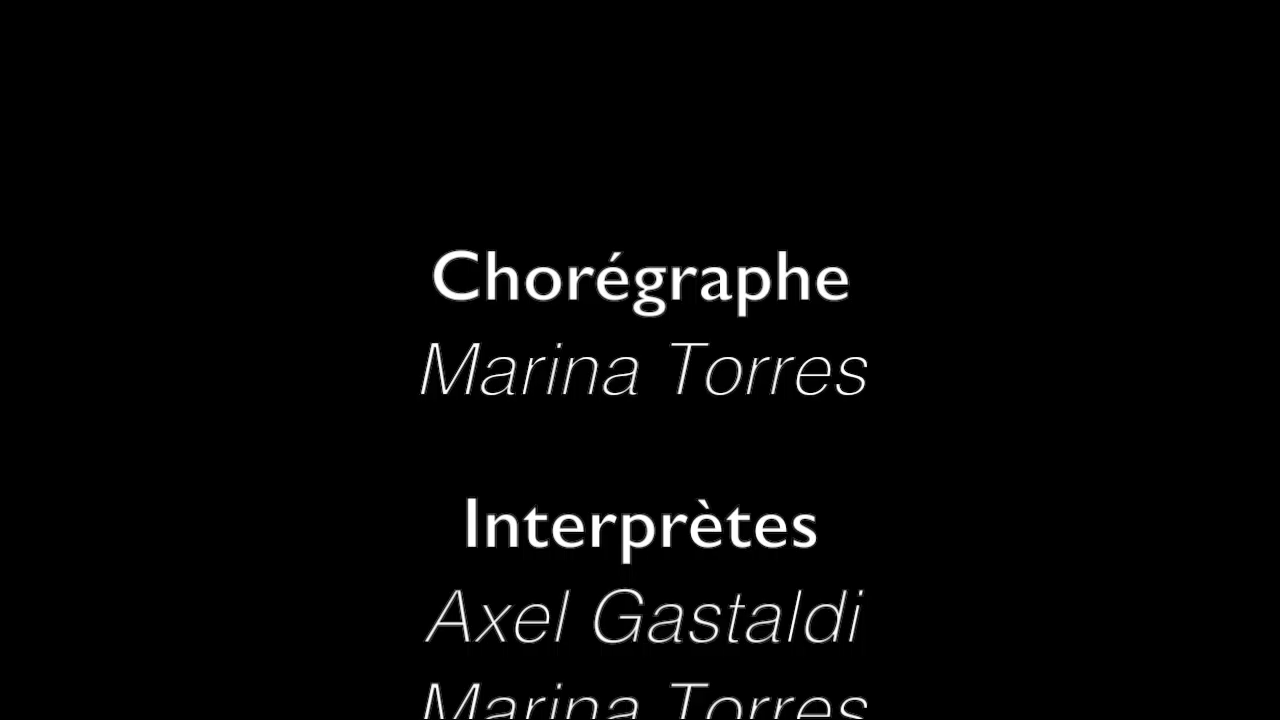 Chorégraphe
Marina Torres
Interprètes
Axel Gastaldi
Marina Torres